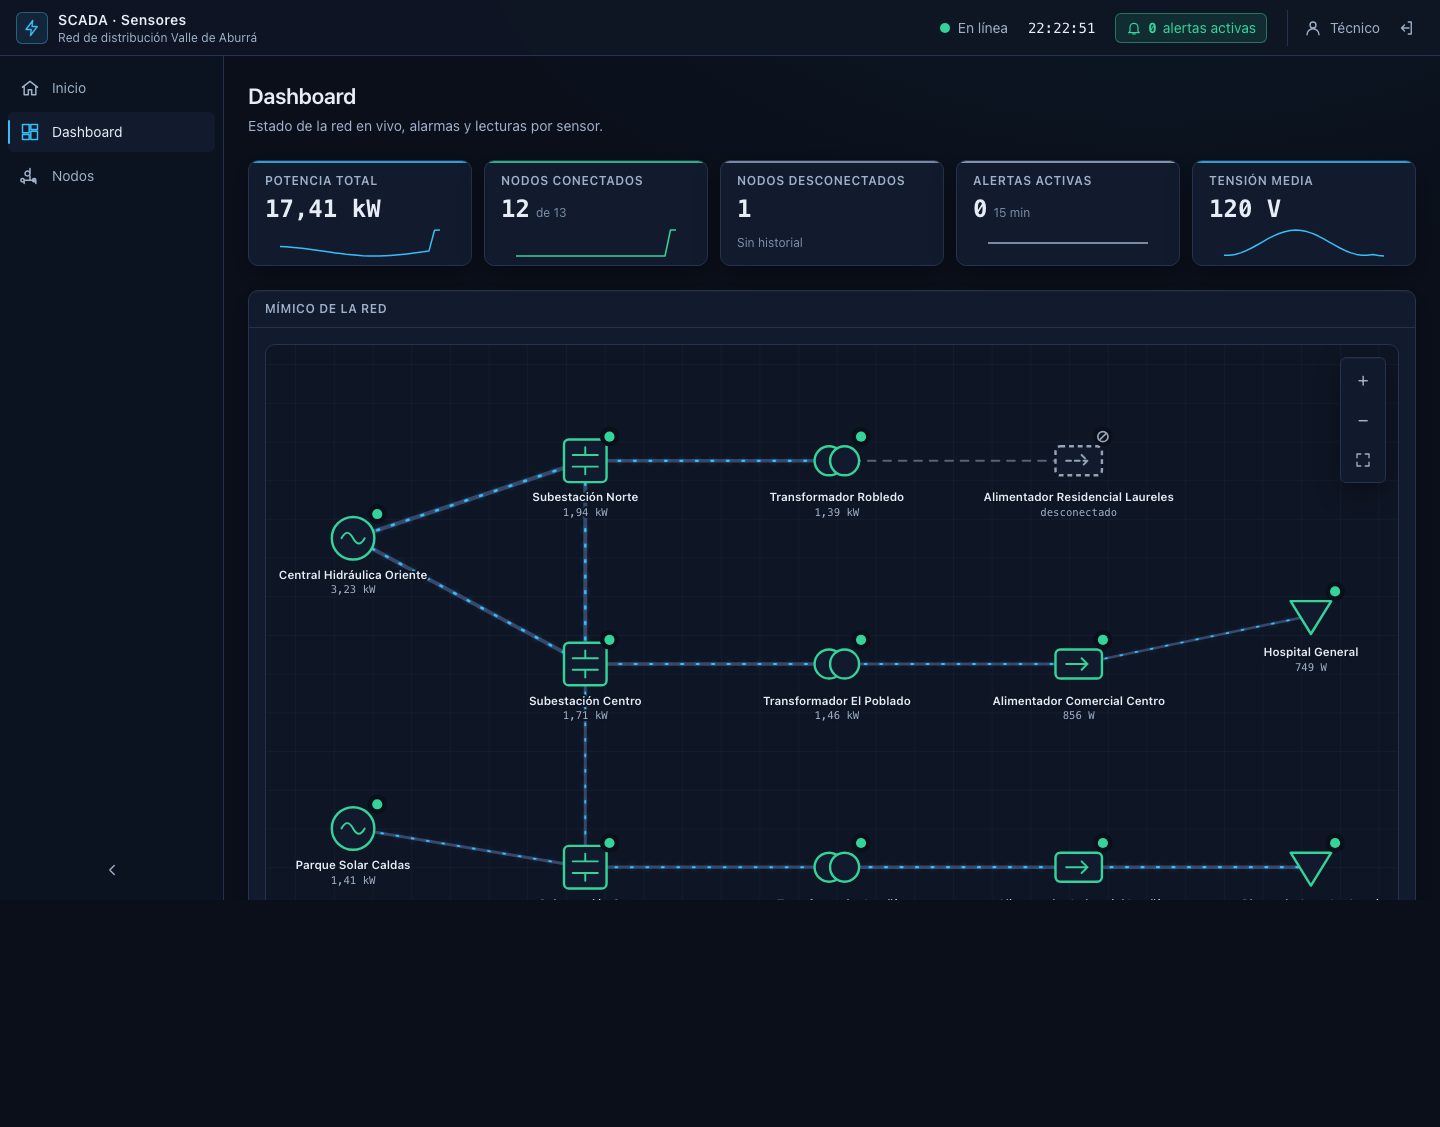 SCADA · Sensores
Red de distribución Valle de Aburrá
En línea
22:22:51
0 alertas activas
Técnico
Inicio
Dashboard
Nodos
Dashboard
Estado de la red en vivo, alarmas y lecturas por sensor.
POTENCIA TOTAL
17,41 kW
NODOS CONECTADOS
12 de 13
NODOS DESCONECTADOS
1
Sin historial
ALERTAS ACTIVAS
0 15 min
TENSIÓN MEDIA
120 V
MÍMICO DE LA RED
Subestación Norte
1,94 kW
Transformador Robledo
1,39 kW
Alimentador Residencial Laureles
desconectado
Central Hidráulica Oriente
3,23 kW
Hospital General
749 W
Subestación Centro
1,71 kW
Transformador El Poblado
1,46 kW
Alimentador Comercial Centro
856 W
Parque Solar Caldas
1,41 kW